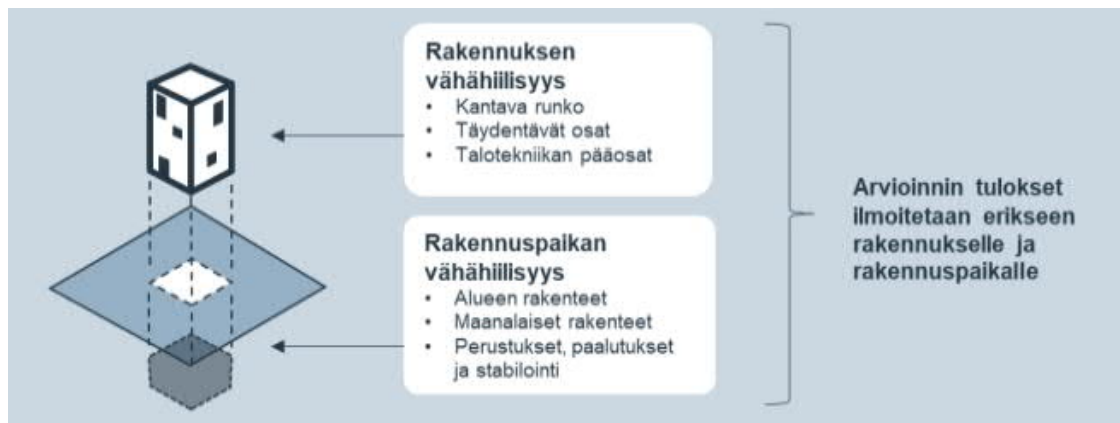 Rakennuksen
vähähiilisyys
• Kantava runko
• Täydentävät osat
• Talotekniikan pääosat
Rakennuspaikan
vähähiilisyys
• Alueen rakenteet
• Maanalaiset rakenteet
• Perustukset, paalutukset
ja stabilointi
Arvioinnin tulokset
ilmoitetaan erikseen
rakennukselle ja
rakennuspaikalle